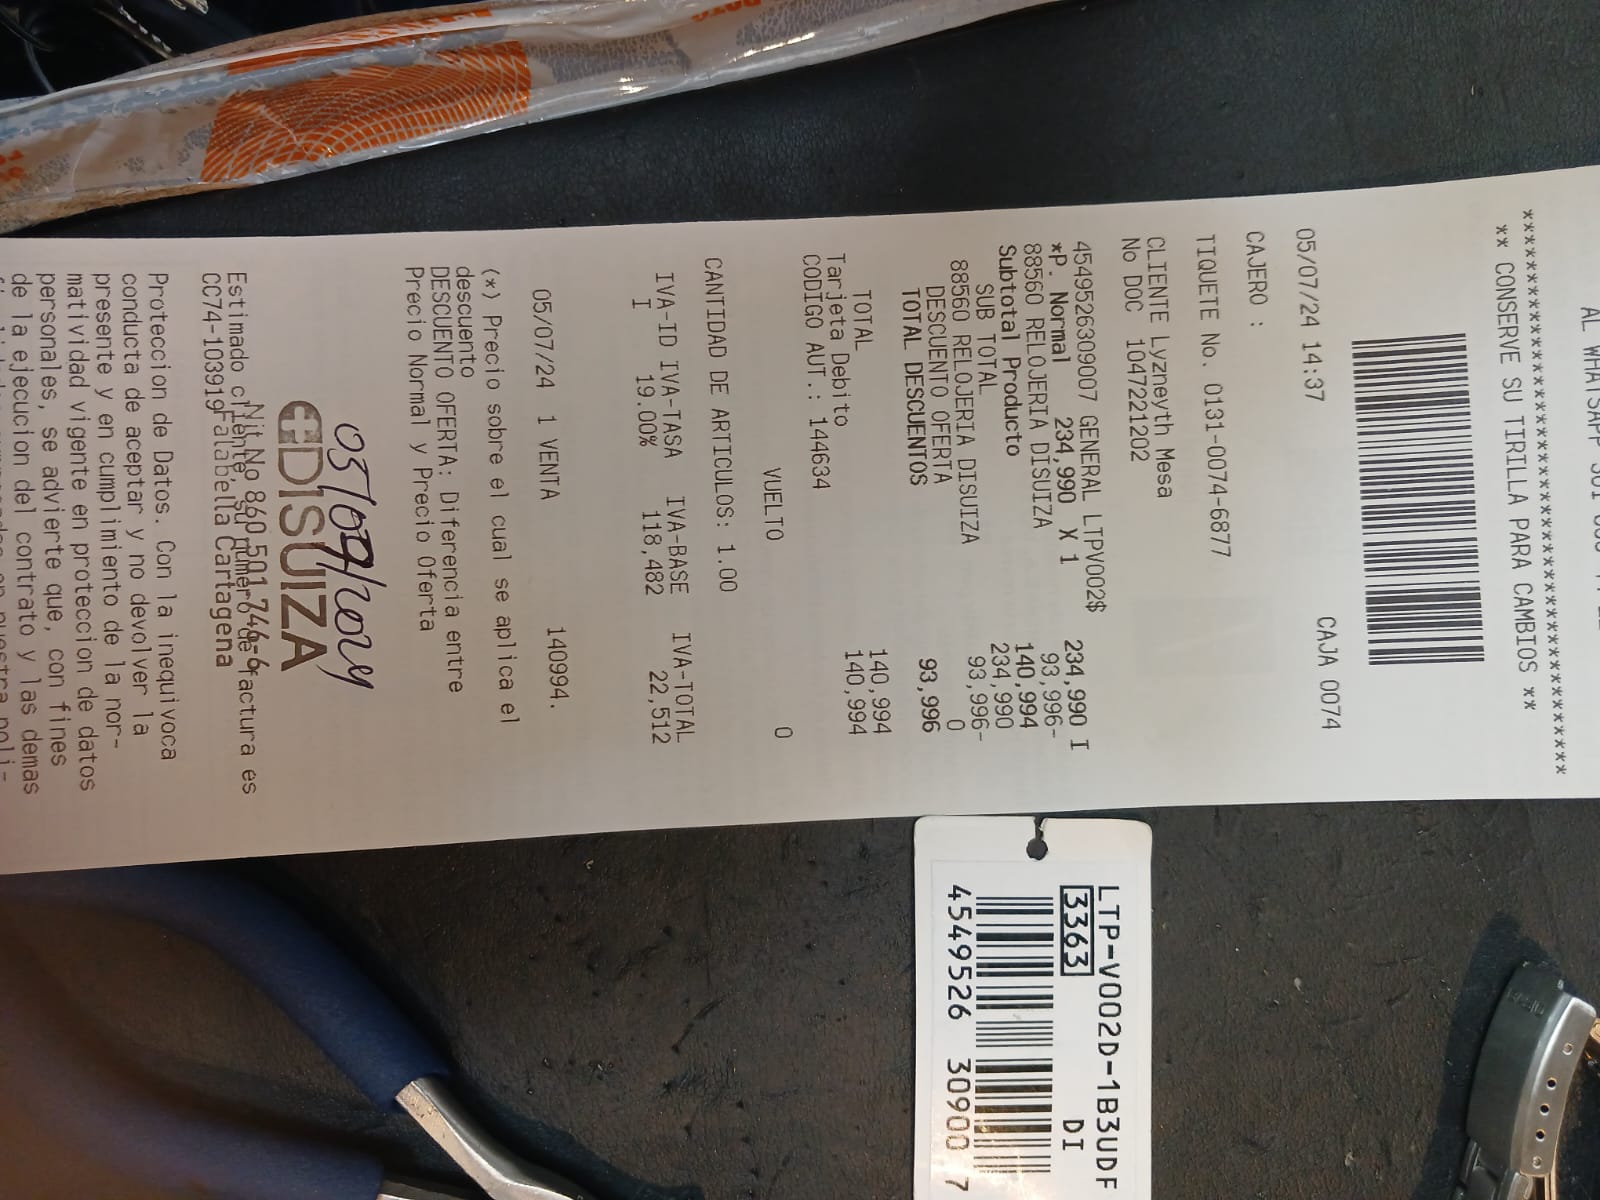 ** CONSERVE SU TIRILLA PARA CAMBIOS **
CAJA 0074
05/07/24 14:37
CAJERO :
TIQUETE No. 0131-0074-6877
CLIENTE Lyzneyth Mesa
No DOC 1047221202
4549526309007 GENERAL LTPV002$ 234,990 I
*P. Normal 234,990 X 1 93,996-
88560 RELOJERIA DISUIZA
Subtotal Producto 140,994
SUB TOTAL 234,990
88560 RELOJERIA DISUIZA 93,996-
DESCUENTO OFERTA 0
TOTAL DESCUENTOS 93,996
TOTAL 140,994
Tarjeta Debito 140,994
CODIGO AUT.: 144634
VUELTO 0
CANTIDAD DE ARTICULOS: 1.00
IVA-ID IVA-TASA IVA-BASE IVA-TOTAL
I 19.00% 118,482 22,512
05/07/24 1 VENTA 140994.
(*) Precio sobre el cual se aplica el
descuento
DESCUENTO OFERTA: Diferencia entre
Precio Normal y Precio Oferta
DISUIZA
Nit No 860.501.746-6
Falabella Cartagena
Estimado cliente, su numero de factura es
CC74-103919
Proteccion de Datos. Con la inequivoca
conducta de aceptar y no devolver la
presente y en cumplimiento de la nor-
matividad vigente en proteccion de datos
personales, se advierte que, con fines
de la ejecucion del contrato y las demas
LTP-V002D-1B3UDF
3363 DI
4549526 30900 7